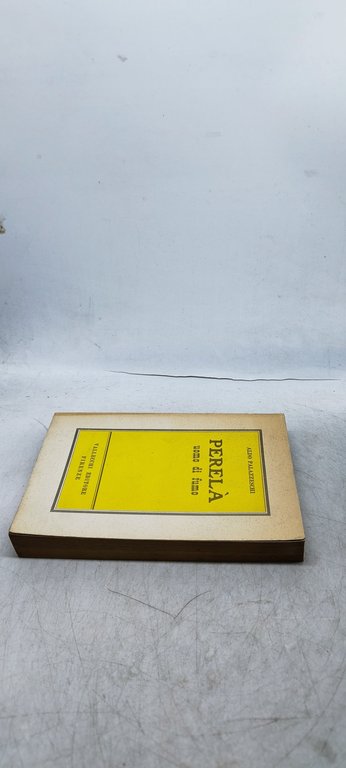 ALDO PALAZZESCHI
PERELÀ
uomo di fumo
VALLECCHI EDITORE
FIRENZE